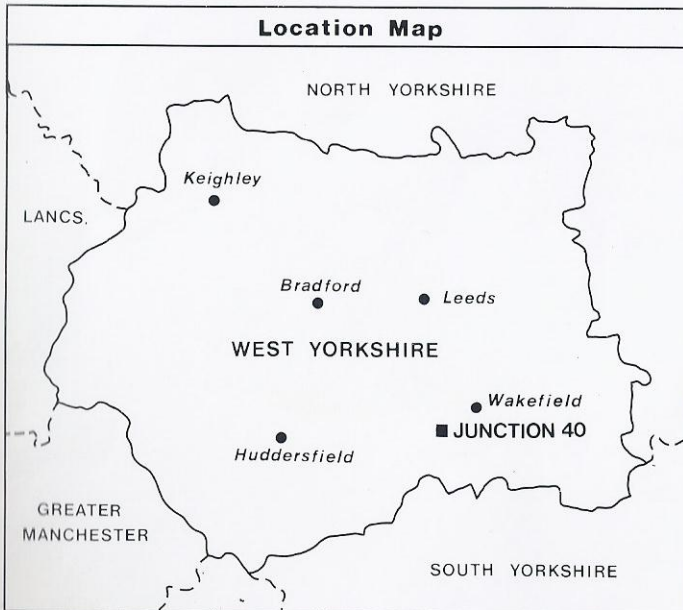 Location Map
NORTH YORKSHIRE
Keighley
LANCS.
Bradford
Leeds
WEST YORKSHIRE
Wakefield
JUNCTION 40
Huddersfield
GREATER
MANCHESTER
SOUTH YORKSHIRE